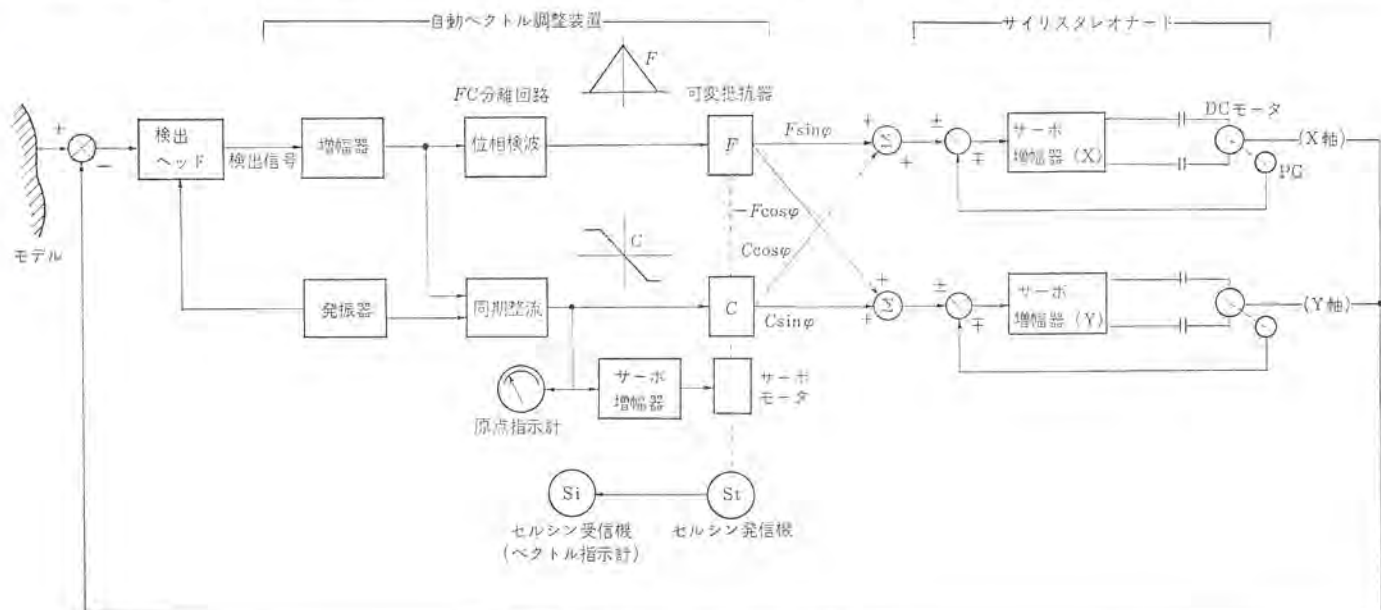 自動ベクトル調整装置
サイリスタレオナード
F
FC分離回路
可変抵抗器
DCモータ
+
−
検出
ヘッド
検出信号
増幅器
位相検波
F
Fsinφ
+
Σ
+
±
∓
サーボ
増幅器 (X)
(X軸)
PG
モデル
−Fcosφ
Ccosφ
C
発振器
同期整流
C
Csinφ
+
Σ
+
±
∓
サーボ
増幅器 (Y)
(Y軸)
原点指示計
サーボ
増幅器
サーボ
モータ
Si
St
セルシン受信機
(ベクトル指示計)
セルシン発信機